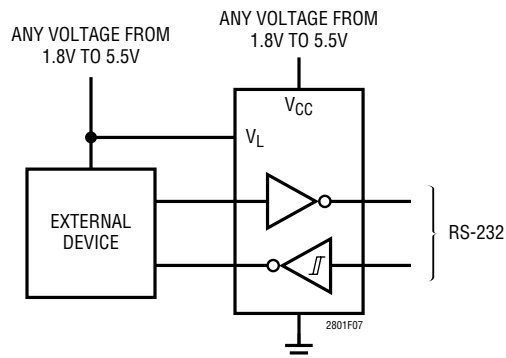 ANY VOLTAGE FROM
1.8V TO 5.5V
ANY VOLTAGE FROM
1.8V TO 5.5V
VCC
VL
EXTERNAL
DEVICE
RS-232
2801F07